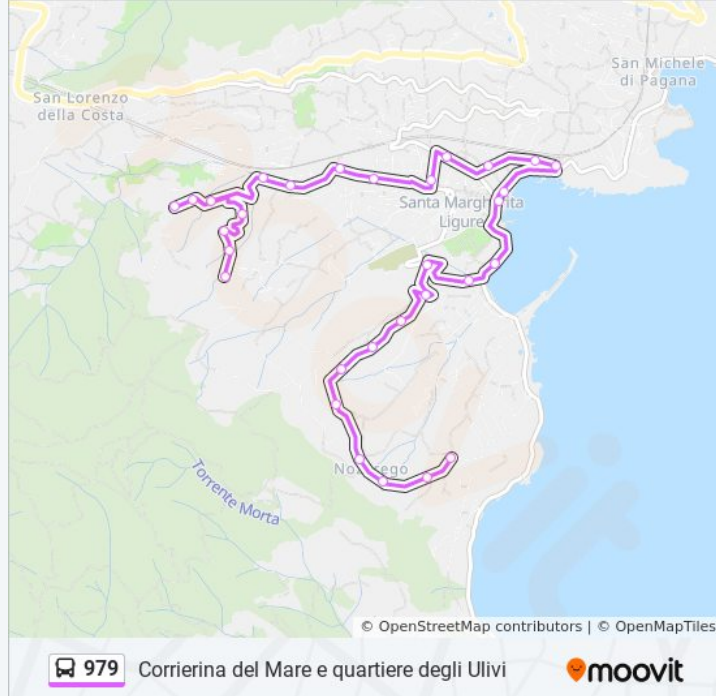 San Michele
di Pagana
San Lorenzo
della Costa
Santa Margherita
Ligure
Nozarego
Torrente Morta
© OpenStreetMap contributors | © OpenMapTiles
979 Corrierina del Mare e quartiere degli Ulivi
moovit